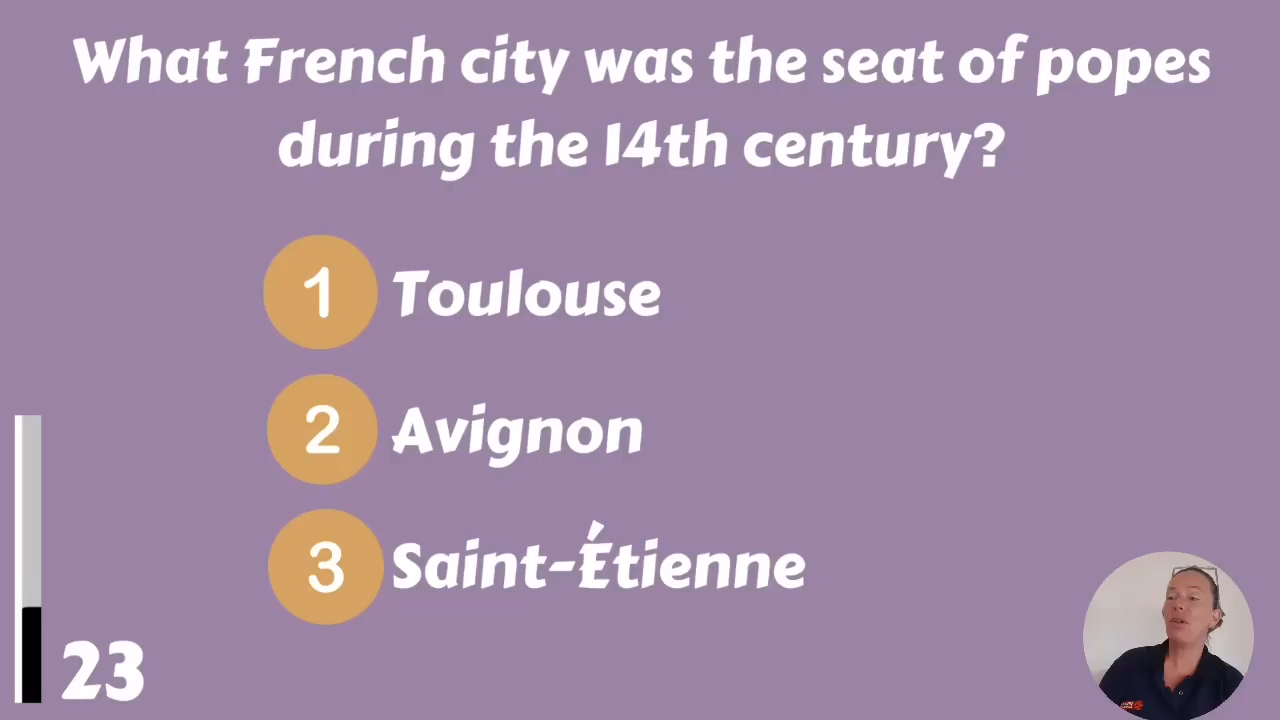 What French city was the seat of popes
during the 14th century?
1 Toulouse
2 Avignon
3 Saint-Étienne
23